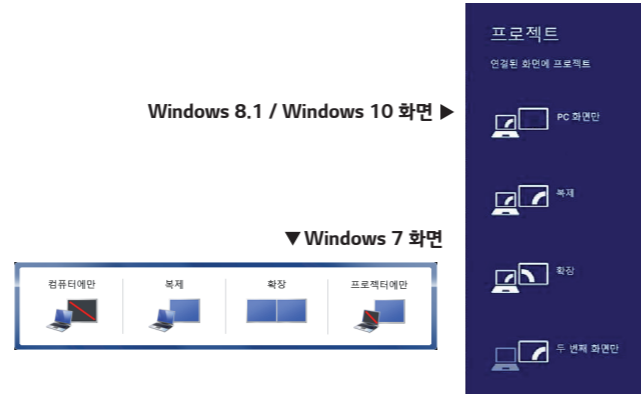 프로젝트
연결된 화면에 프로젝트
Windows 8.1 / Windows 10 화면 ▶
PC 화면만
복제
확장
두 번째 화면만
▼Windows 7 화면
컴퓨터에만
복제
확장
프로젝터에만